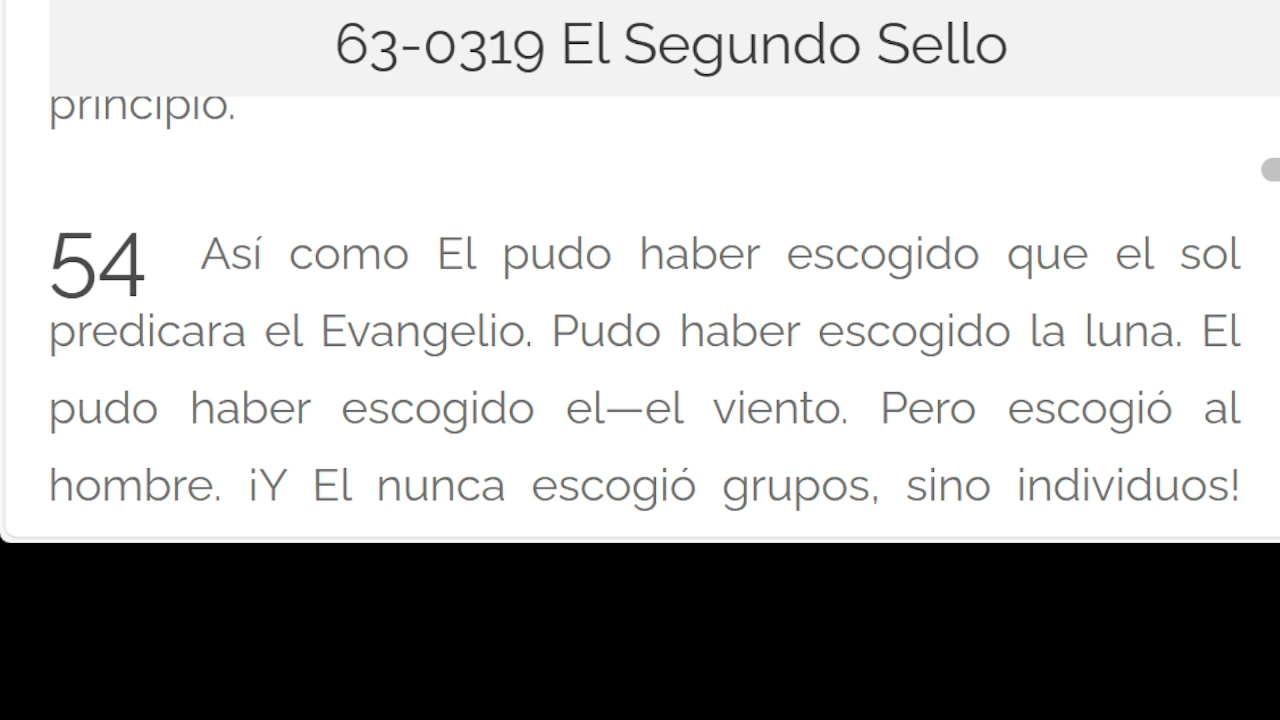 63-0319 El Segundo Sello
principio.
54 Así como El pudo haber escogido que el sol
predicara el Evangelio. Pudo haber escogido la luna. El
pudo haber escogido el—el viento. Pero escogió al
hombre. ¡Y El nunca escogió grupos, sino individuos!